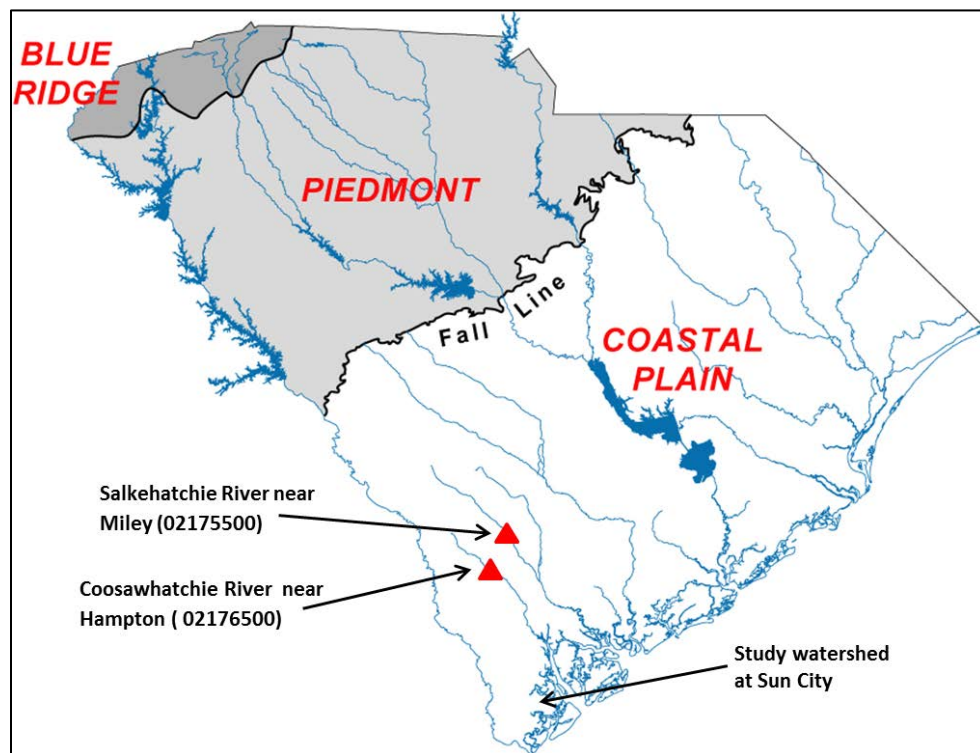 BLUE
RIDGE
PIEDMONT
Fall Line
COASTAL
PLAIN
Salkehatchie River near
Miley (02175500)
Coosawhatchie River near
Hampton ( 02176500)
Study watershed
at Sun City